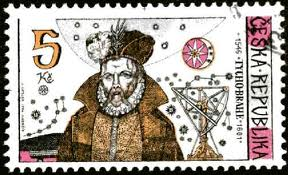 5
Kč
ČESKÁ REPUBLIKA
1546 · TYCHO BRAHE · 1601